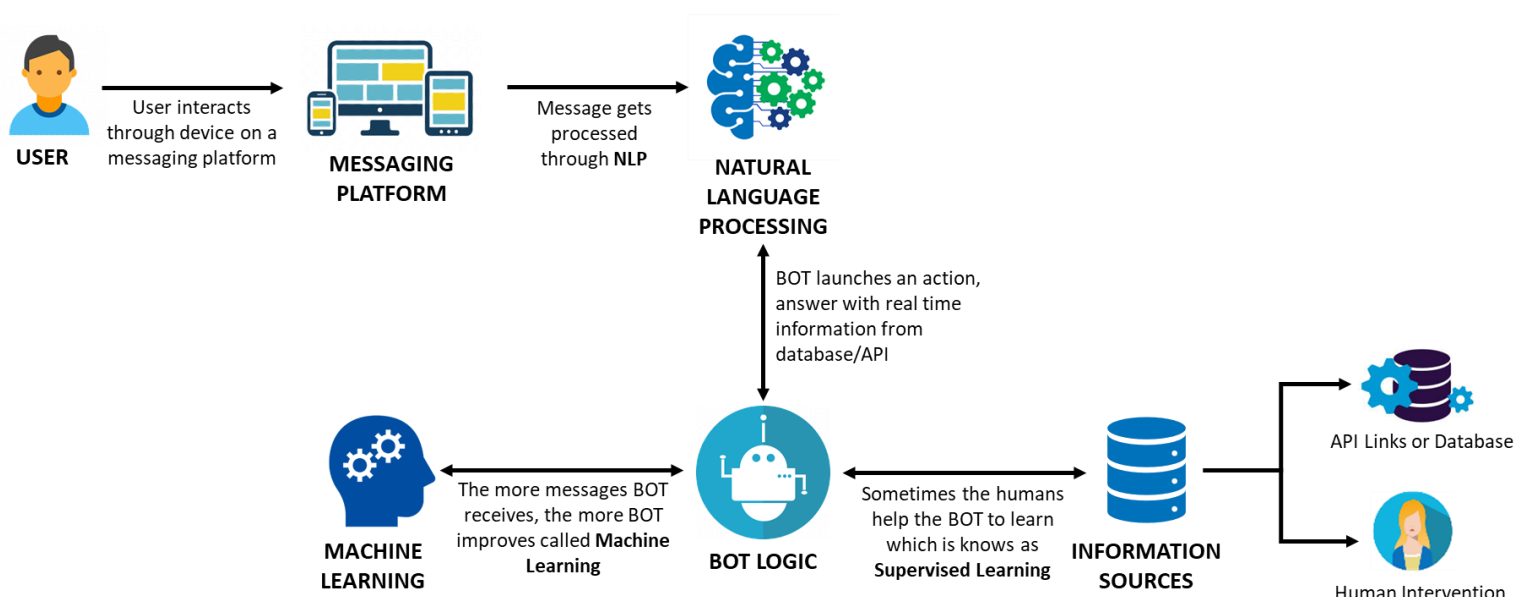 User interacts
through device on a
messaging platform
USER
MESSAGING
PLATFORM
Message gets
processed
through NLP
NATURAL
LANGUAGE
PROCESSING
BOT launches an action,
answer with real time
information from
database/API
The more messages BOT
receives, the more BOT
improves called Machine
Learning
MACHINE
LEARNING
BOT LOGIC
Sometimes the humans
help the BOT to learn
which is knows as
Supervised Learning
INFORMATION
SOURCES
API Links or Database
Human Intervention